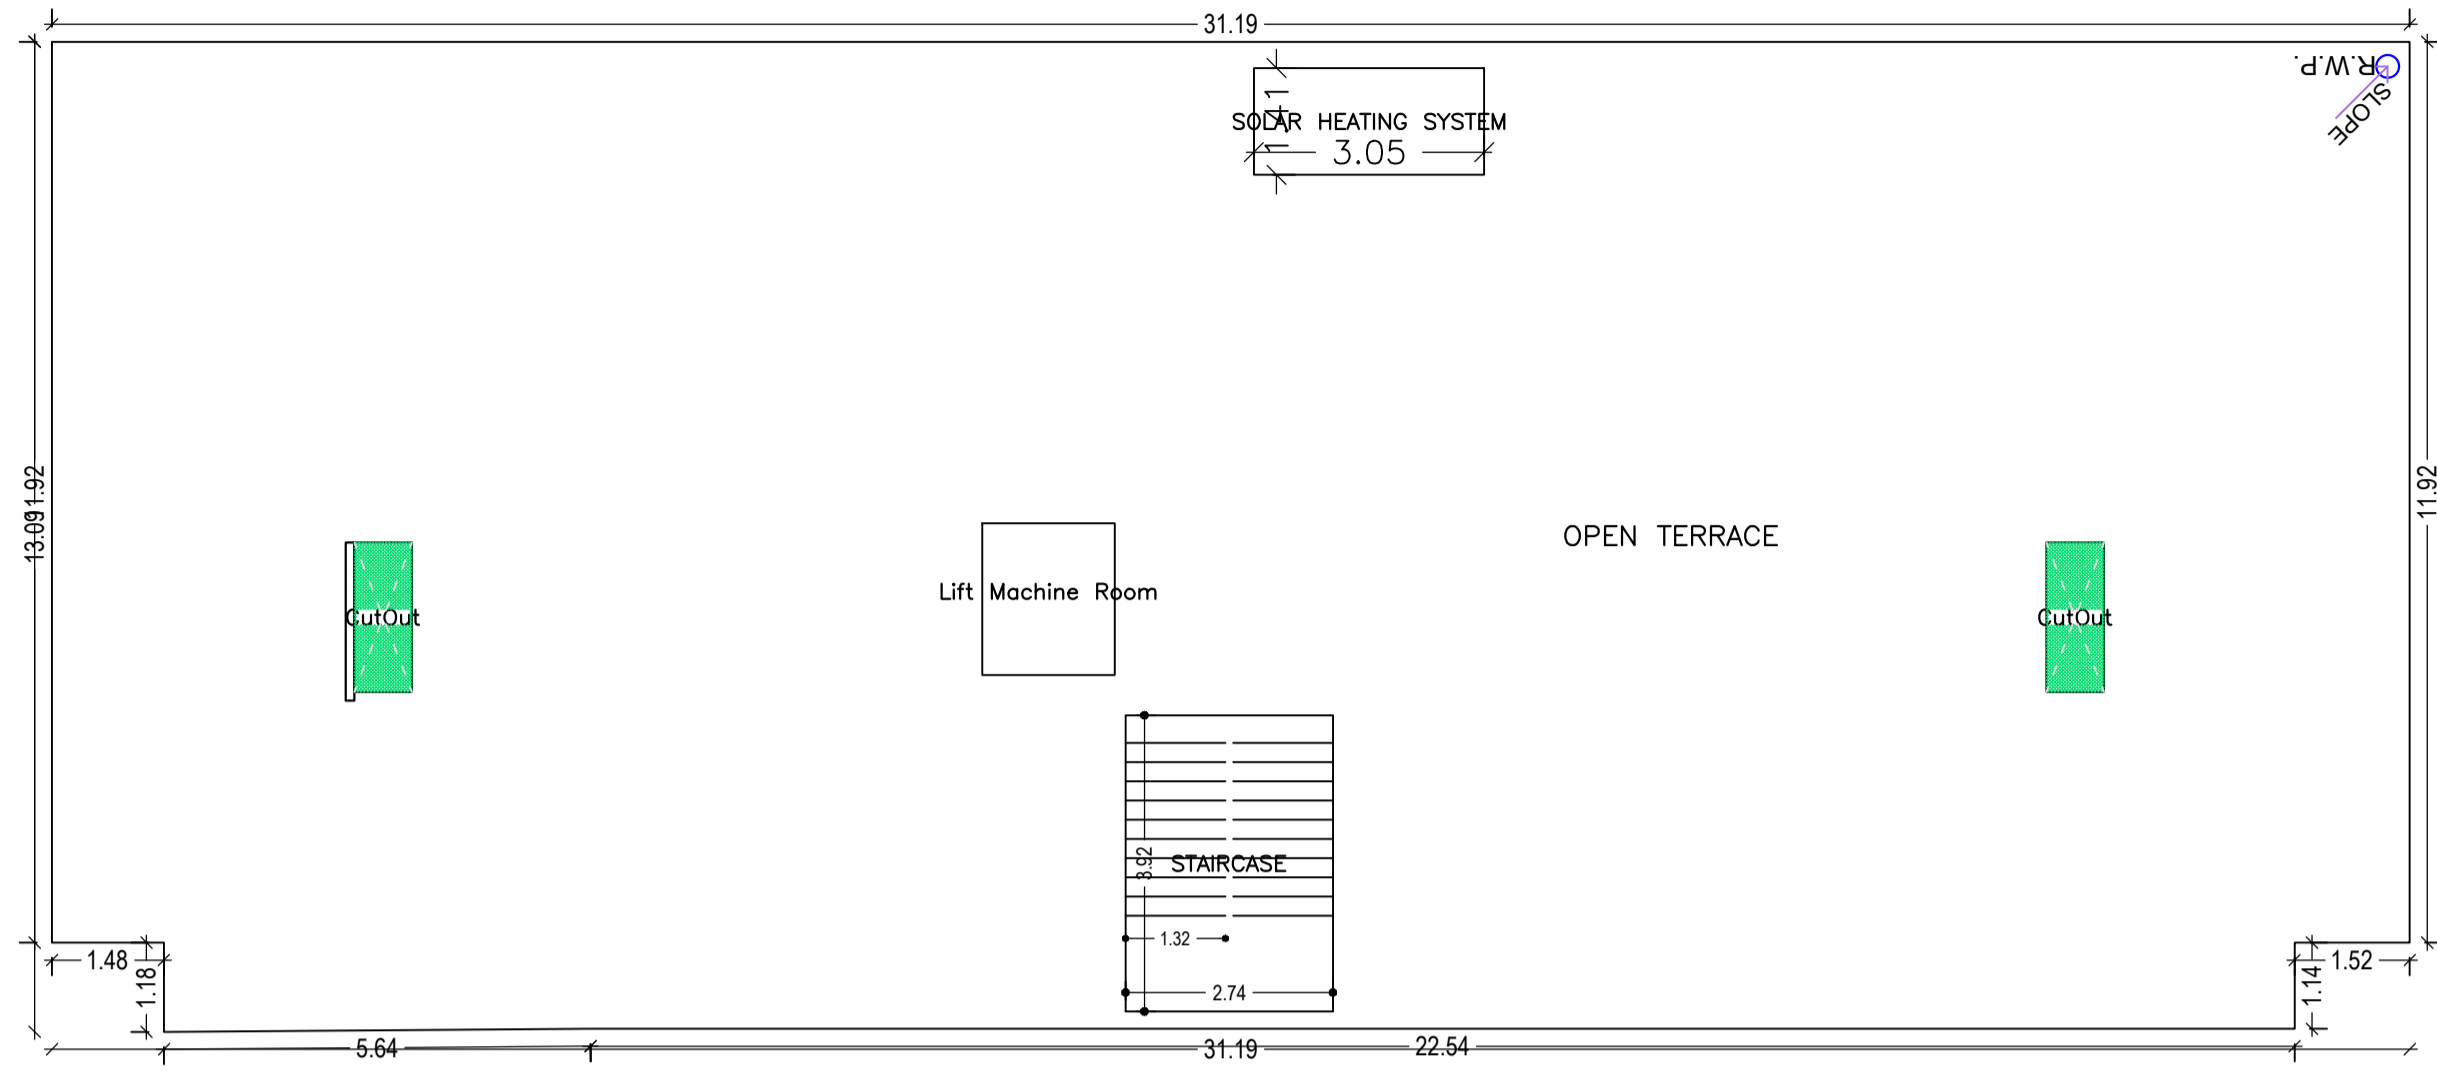 31.19
R.W.P.
SLOPE
1.41
SOLAR HEATING SYSTEM
3.05
11.92
13.09
11.92
OPEN TERRACE
Lift Machine Room
CutOut
CutOut
3.92
STAIRCASE
1.32
2.74
1.48
1.18
1.52
1.14
5.64
31.19
22.54